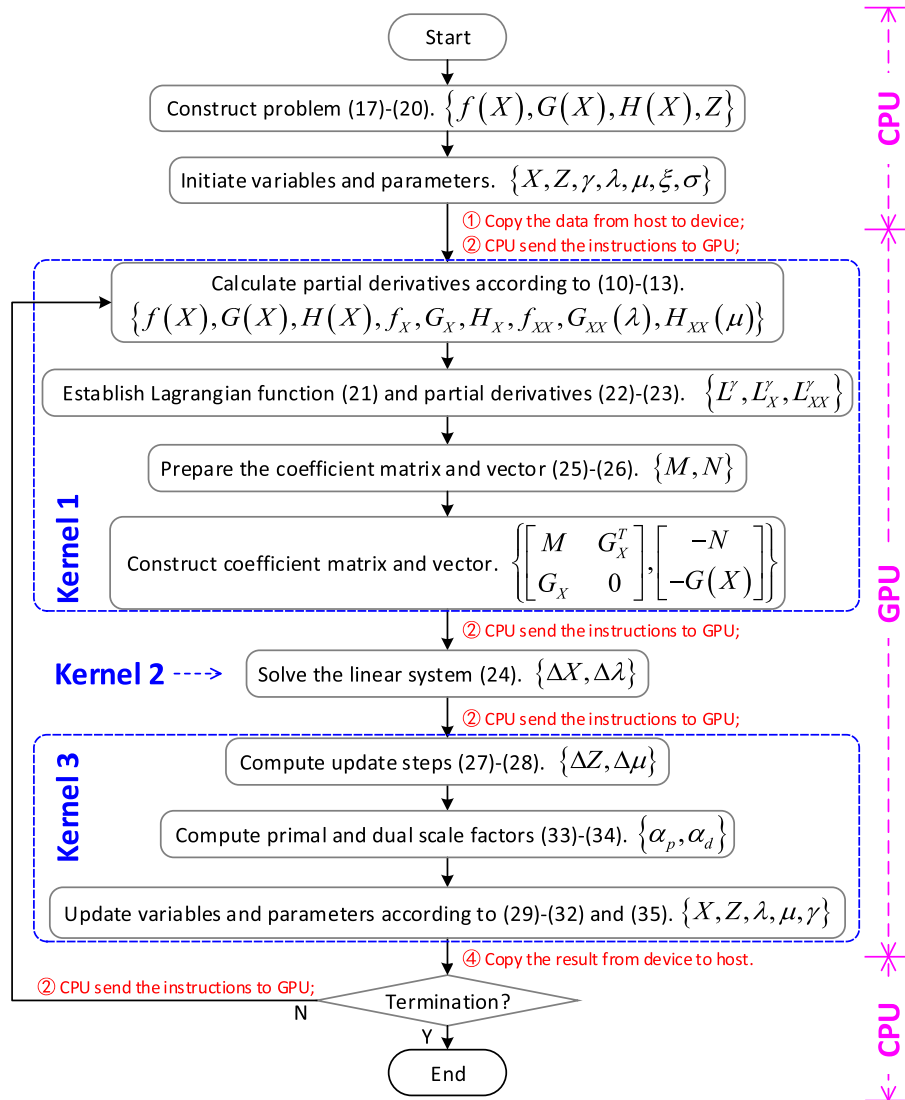 Start
Construct problem (17)-(20). {f(X), G(X), H(X), Z}
Initiate variables and parameters. {X, Z, γ, λ, μ, ξ, σ}
① Copy the data from host to device;
② CPU send the instructions to GPU;
Calculate partial derivatives according to (10)-(13).
{f(X), G(X), H(X), f_X, G_X, H_X, f_XX, G_XX(λ), H_XX(μ)}
Establish Lagrangian function (21) and partial derivatives (22)-(23). {L^γ, L^γ_X, L^γ_XX}
Prepare the coefficient matrix and vector (25)-(26). {M, N}
Construct coefficient matrix and vector. {[M G_X^T; G_X 0], [-N; -G(X)]}
Kernel 1
② CPU send the instructions to GPU;
Kernel 2
Solve the linear system (24). {ΔX, Δλ}
② CPU send the instructions to GPU;
Kernel 3
Compute update steps (27)-(28). {ΔZ, Δμ}
Compute primal and dual scale factors (33)-(34). {α_p, α_d}
Update variables and parameters according to (29)-(32) and (35). {X, Z, λ, μ, γ}
④ Copy the result from device to host.
② CPU send the instructions to GPU;
Termination?
N
Y
End
CPU
GPU
CPU